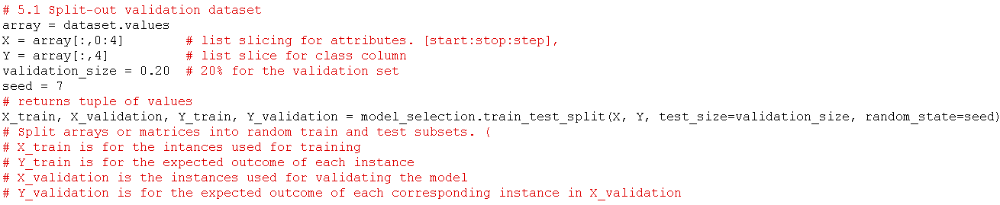 # 5.1 Split-out validation dataset
array = dataset.values
X = array[:,0:4]        # list slicing for attributes. [start:stop:step],
Y = array[:,4]          # list slice for class column
validation_size = 0.20  # 20% for the validation set
seed = 7
# returns tuple of values
X_train, X_validation, Y_train, Y_validation = model_selection.train_test_split(X, Y, test_size=validation_size, random_state=seed)
# Split arrays or matrices into random train and test subsets. (
# X_train is for the intances used for training
# Y_train is for the expected outcome of each instance
# X_validation is the instances used for validating the model
# Y_validation is for the expected outcome of each corresponding instance in X_validation